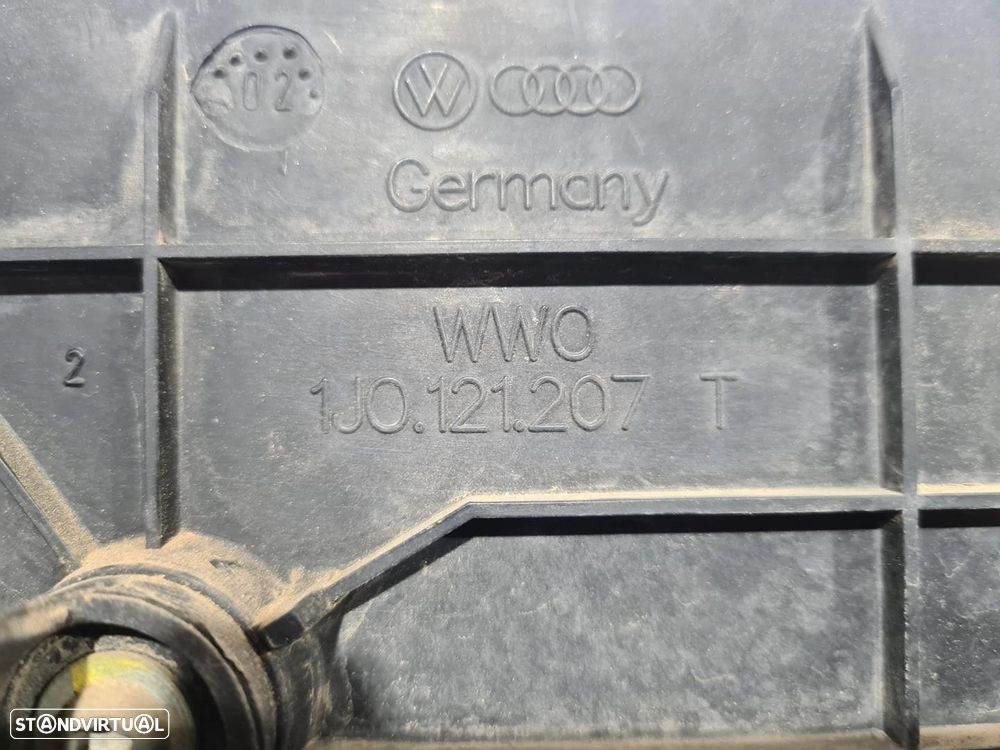 02
W
Germany
WWO
2
1J0.121.207 T
STANDVIRTUAL